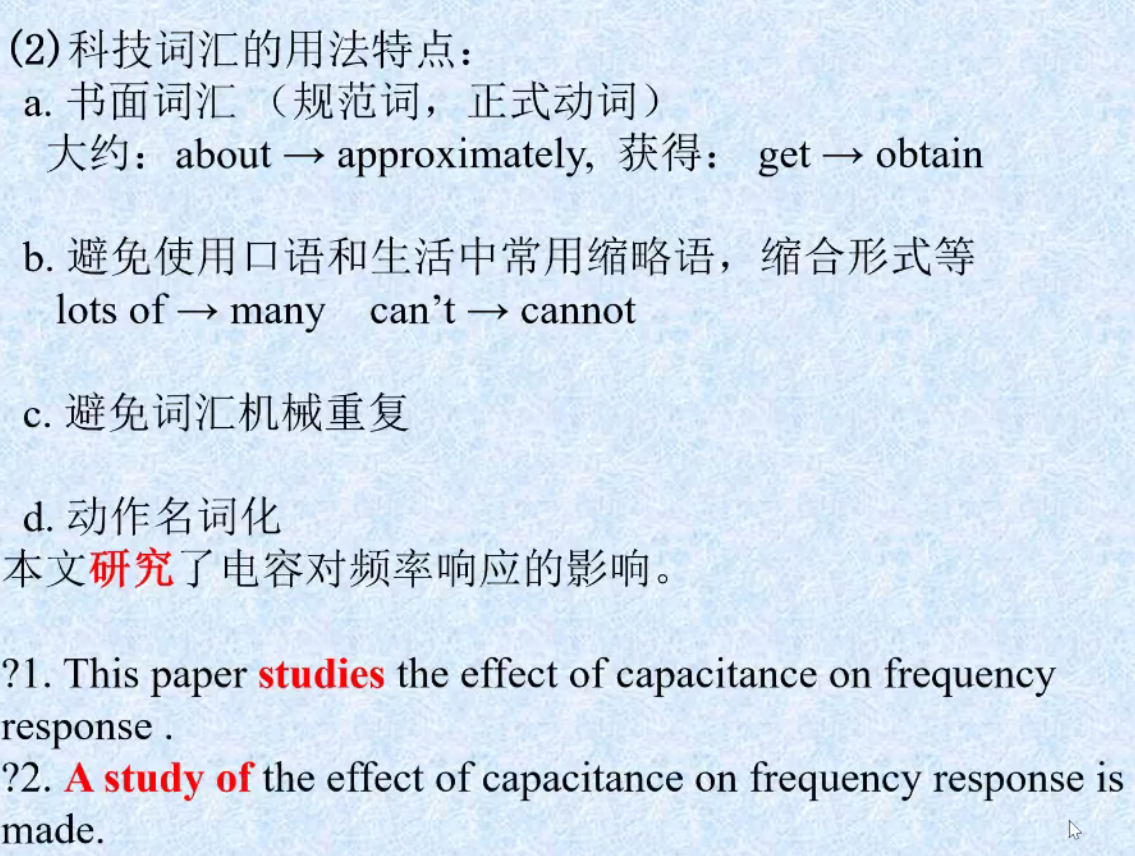 (2)科技词汇的用法特点：
a. 书面词汇 （规范词，正式动词）
大约：about → approximately, 获得： get → obtain
b. 避免使用口语和生活中常用缩略语，缩合形式等
lots of → many can’t → cannot
c. 避免词汇机械重复
d. 动作名词化
本文研究了电容对频率响应的影响。
?1. This paper studies the effect of capacitance on frequency
response .
?2. A study of the effect of capacitance on frequency response is
made.